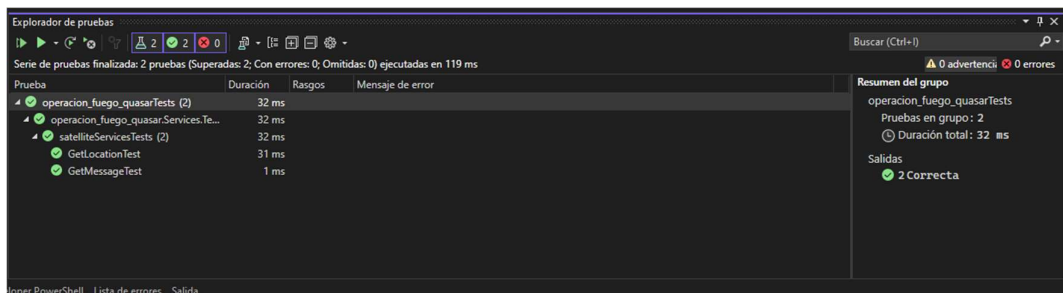 Explorador de pruebas
2 2 0
Buscar (Ctrl+I)
Serie de pruebas finalizada: 2 pruebas (Superadas: 2; Con errores: 0; Omitidas: 0) ejecutadas en 119 ms
0 advertenci 0 errores
Prueba Duración Rasgos Mensaje de error
operacion_fuego_quasarTests (2) 32 ms
operacion_fuego_quasar.Services.Te... 32 ms
satelliteServicesTests (2) 32 ms
GetLocationTest 31 ms
GetMessageTest 1 ms
Resumen del grupo
operacion_fuego_quasarTests
Pruebas en grupo: 2
Duración total: 32 ms
Salidas
2 Correcta
PowerShell Lista de errores Salida